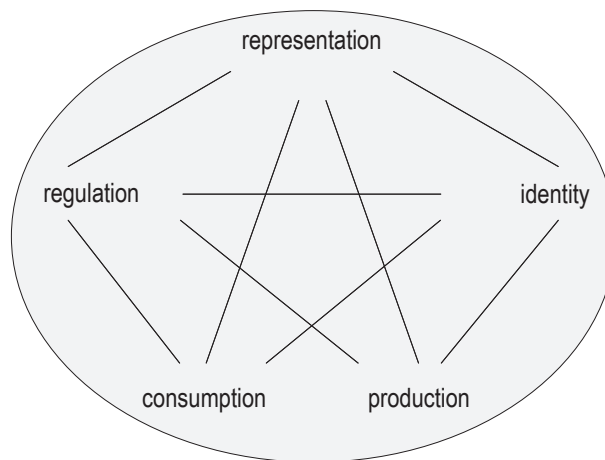 representation
regulation
identity
consumption
production